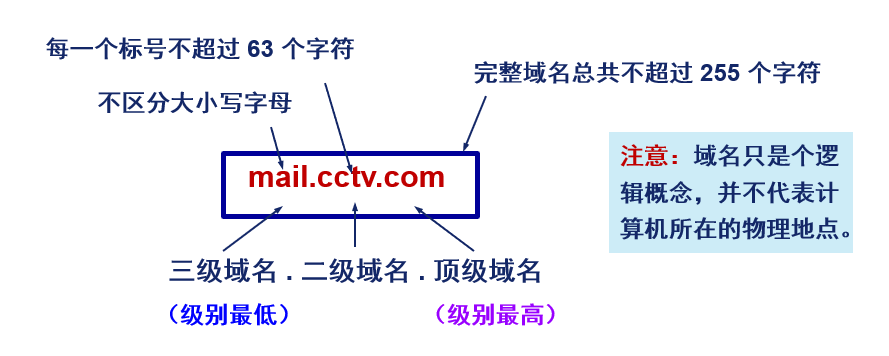 每一个标号不超过 63 个字符
完整域名总共不超过 255 个字符
不区分大小写字母
mail.cctv.com
注意：域名只是个逻
辑概念，并不代表计
算机所在的物理地点。
三级域名 . 二级域名 . 顶级域名
（级别最低）
（级别最高）